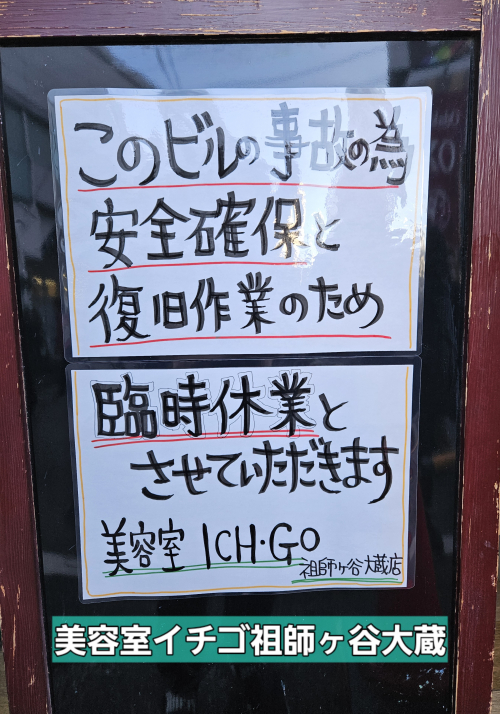 このビルの事故の為
安全確保と
復旧作業のため
臨時休業と
させていただきます
美容室 ICH・GO
祖師ヶ谷大蔵店
美容室イチゴ祖師ヶ谷大蔵